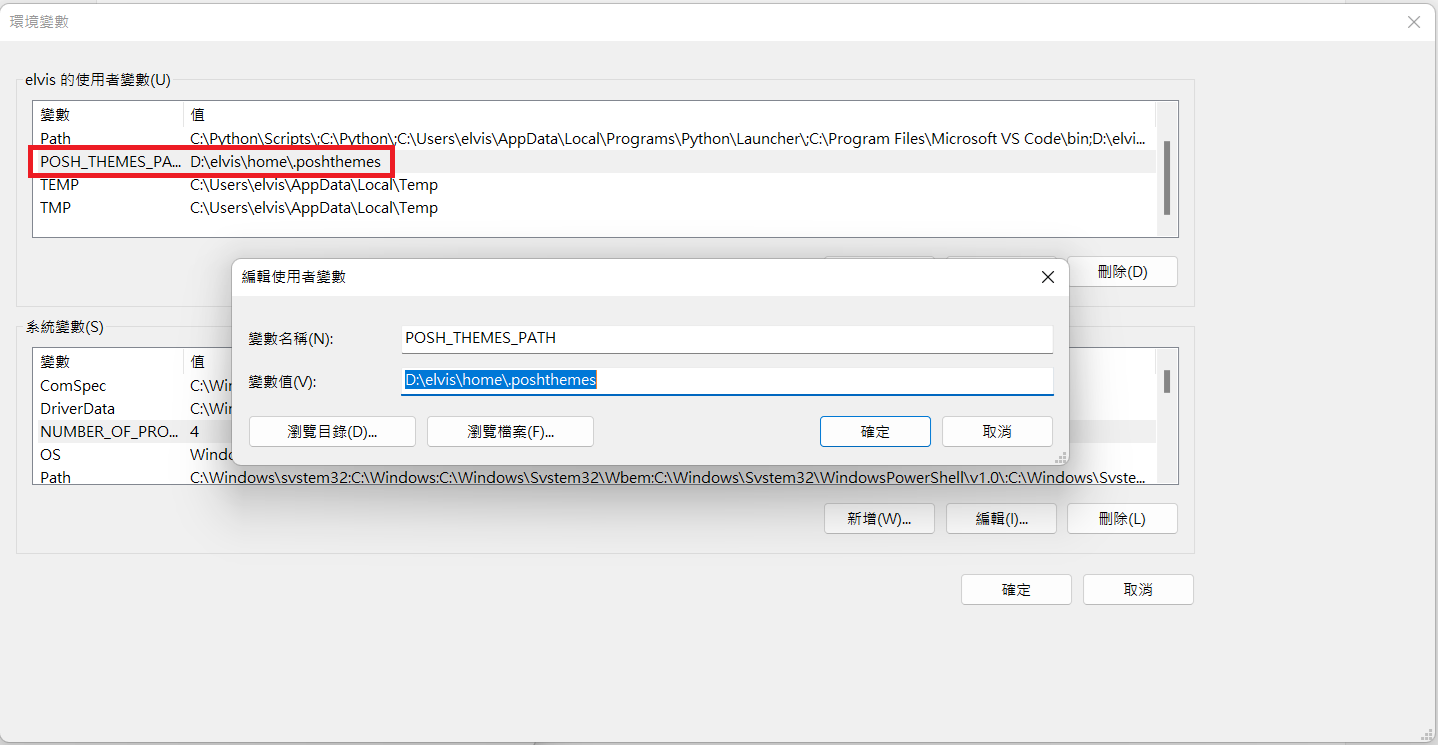 環境變數
elvis 的使用者變數(U)
變數 值
Path C:\Python\Scripts\;C:\Python\;C:\Users\elvis\AppData\Local\Programs\Python\Launcher\;C:\Program Files\Microsoft VS Code\bin;D:\elvi...
POSH_THEMES_PA... D:\elvis\home\.poshthemes
TEMP C:\Users\elvis\AppData\Local\Temp
TMP C:\Users\elvis\AppData\Local\Temp
刪除(D)
編輯使用者變數
變數名稱(N): POSH_THEMES_PATH
變數值(V): D:\elvis\home\.poshthemes
瀏覽目錄(D)... 瀏覽檔案(F)... 確定 取消
系統變數(S)
變數 值
ComSpec C:\Wi
DriverData C:\Wi
NUMBER_OF_PRO... 4
OS Windo
Path C:\Windows\system32;C:\Windows;C:\Windows\System32\Wbem;C:\Windows\System32\WindowsPowerShell\v1.0\;C:\Windows\Syste...
新增(W)... 編輯(I)... 刪除(L)
確定 取消